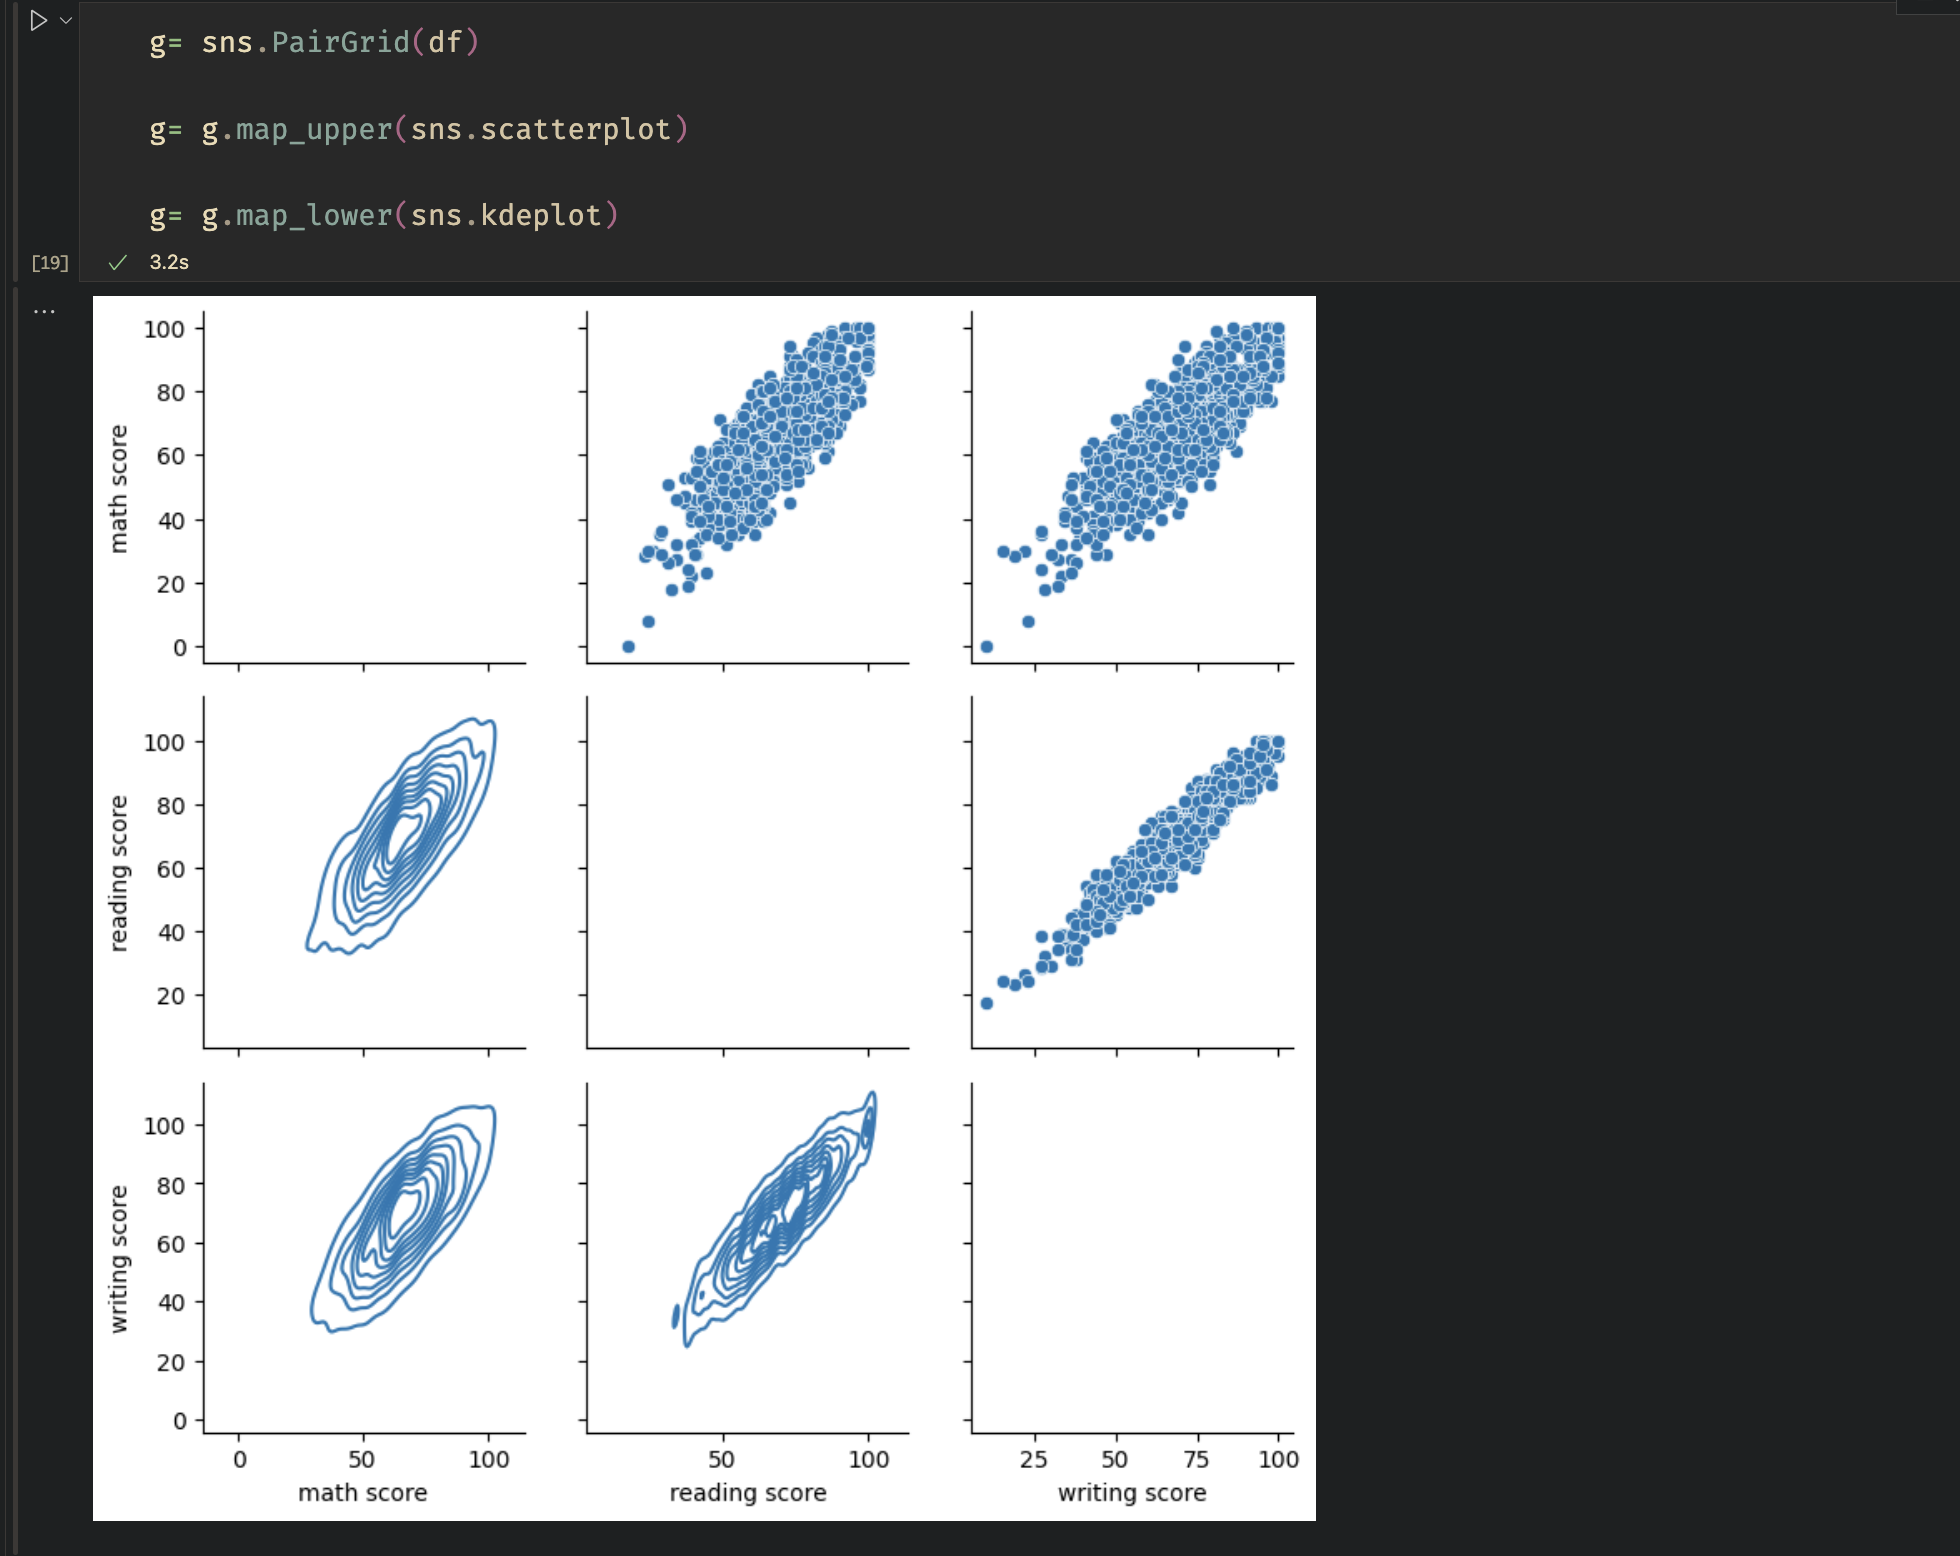 g= sns.PairGrid(df)
g= g.map_upper(sns.scatterplot)
g= g.map_lower(sns.kdeplot)
[19]
3.2s
...
100
80
60
40
20
0
math score
100
80
60
40
20
reading score
100
80
60
40
20
0
writing score
0 50 100
math score
50 100
reading score
25 50 75 100
writing score